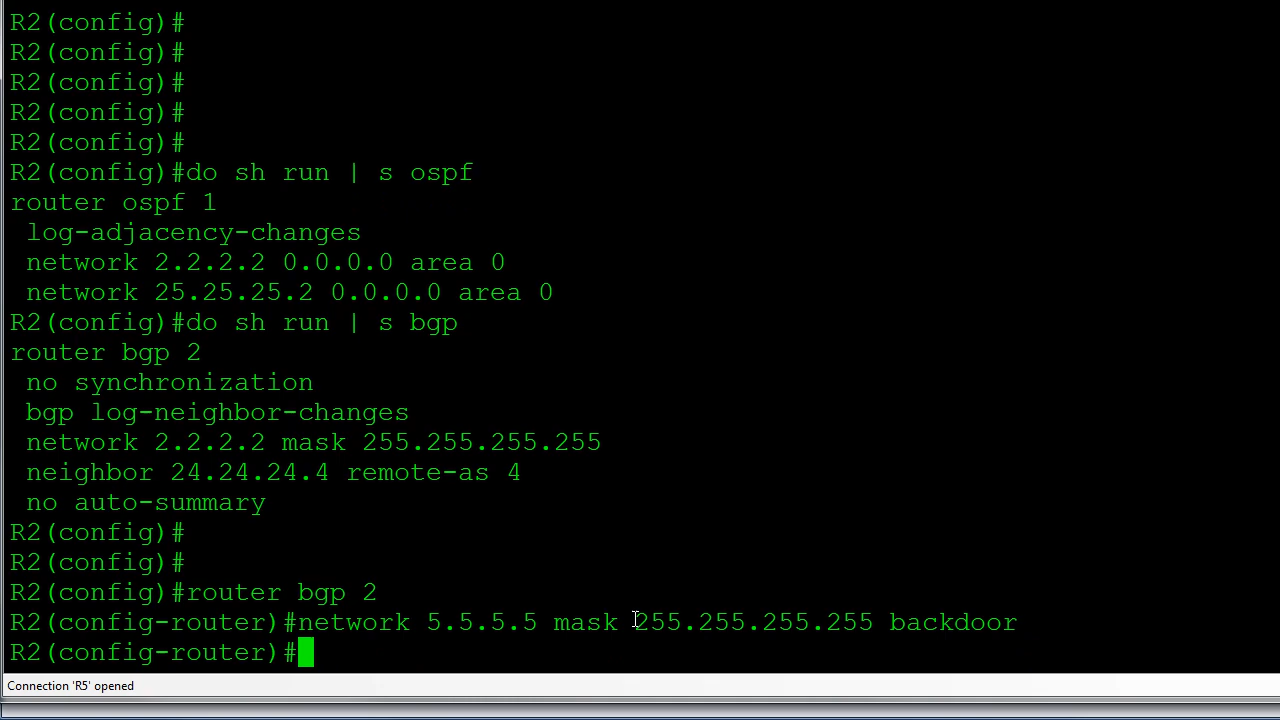 R2(config)#
R2(config)#
R2(config)#
R2(config)#
R2(config)#
R2(config)#do sh run | s ospf
router ospf 1
 log-adjacency-changes
 network 2.2.2.2 0.0.0.0 area 0
 network 25.25.25.2 0.0.0.0 area 0
R2(config)#do sh run | s bgp
router bgp 2
 no synchronization
 bgp log-neighbor-changes
 network 2.2.2.2 mask 255.255.255.255
 neighbor 24.24.24.4 remote-as 4
 no auto-summary
R2(config)#
R2(config)#
R2(config)#router bgp 2
R2(config-router)#network 5.5.5.5 mask 255.255.255.255 backdoor
R2(config-router)#
Connection 'R5' opened